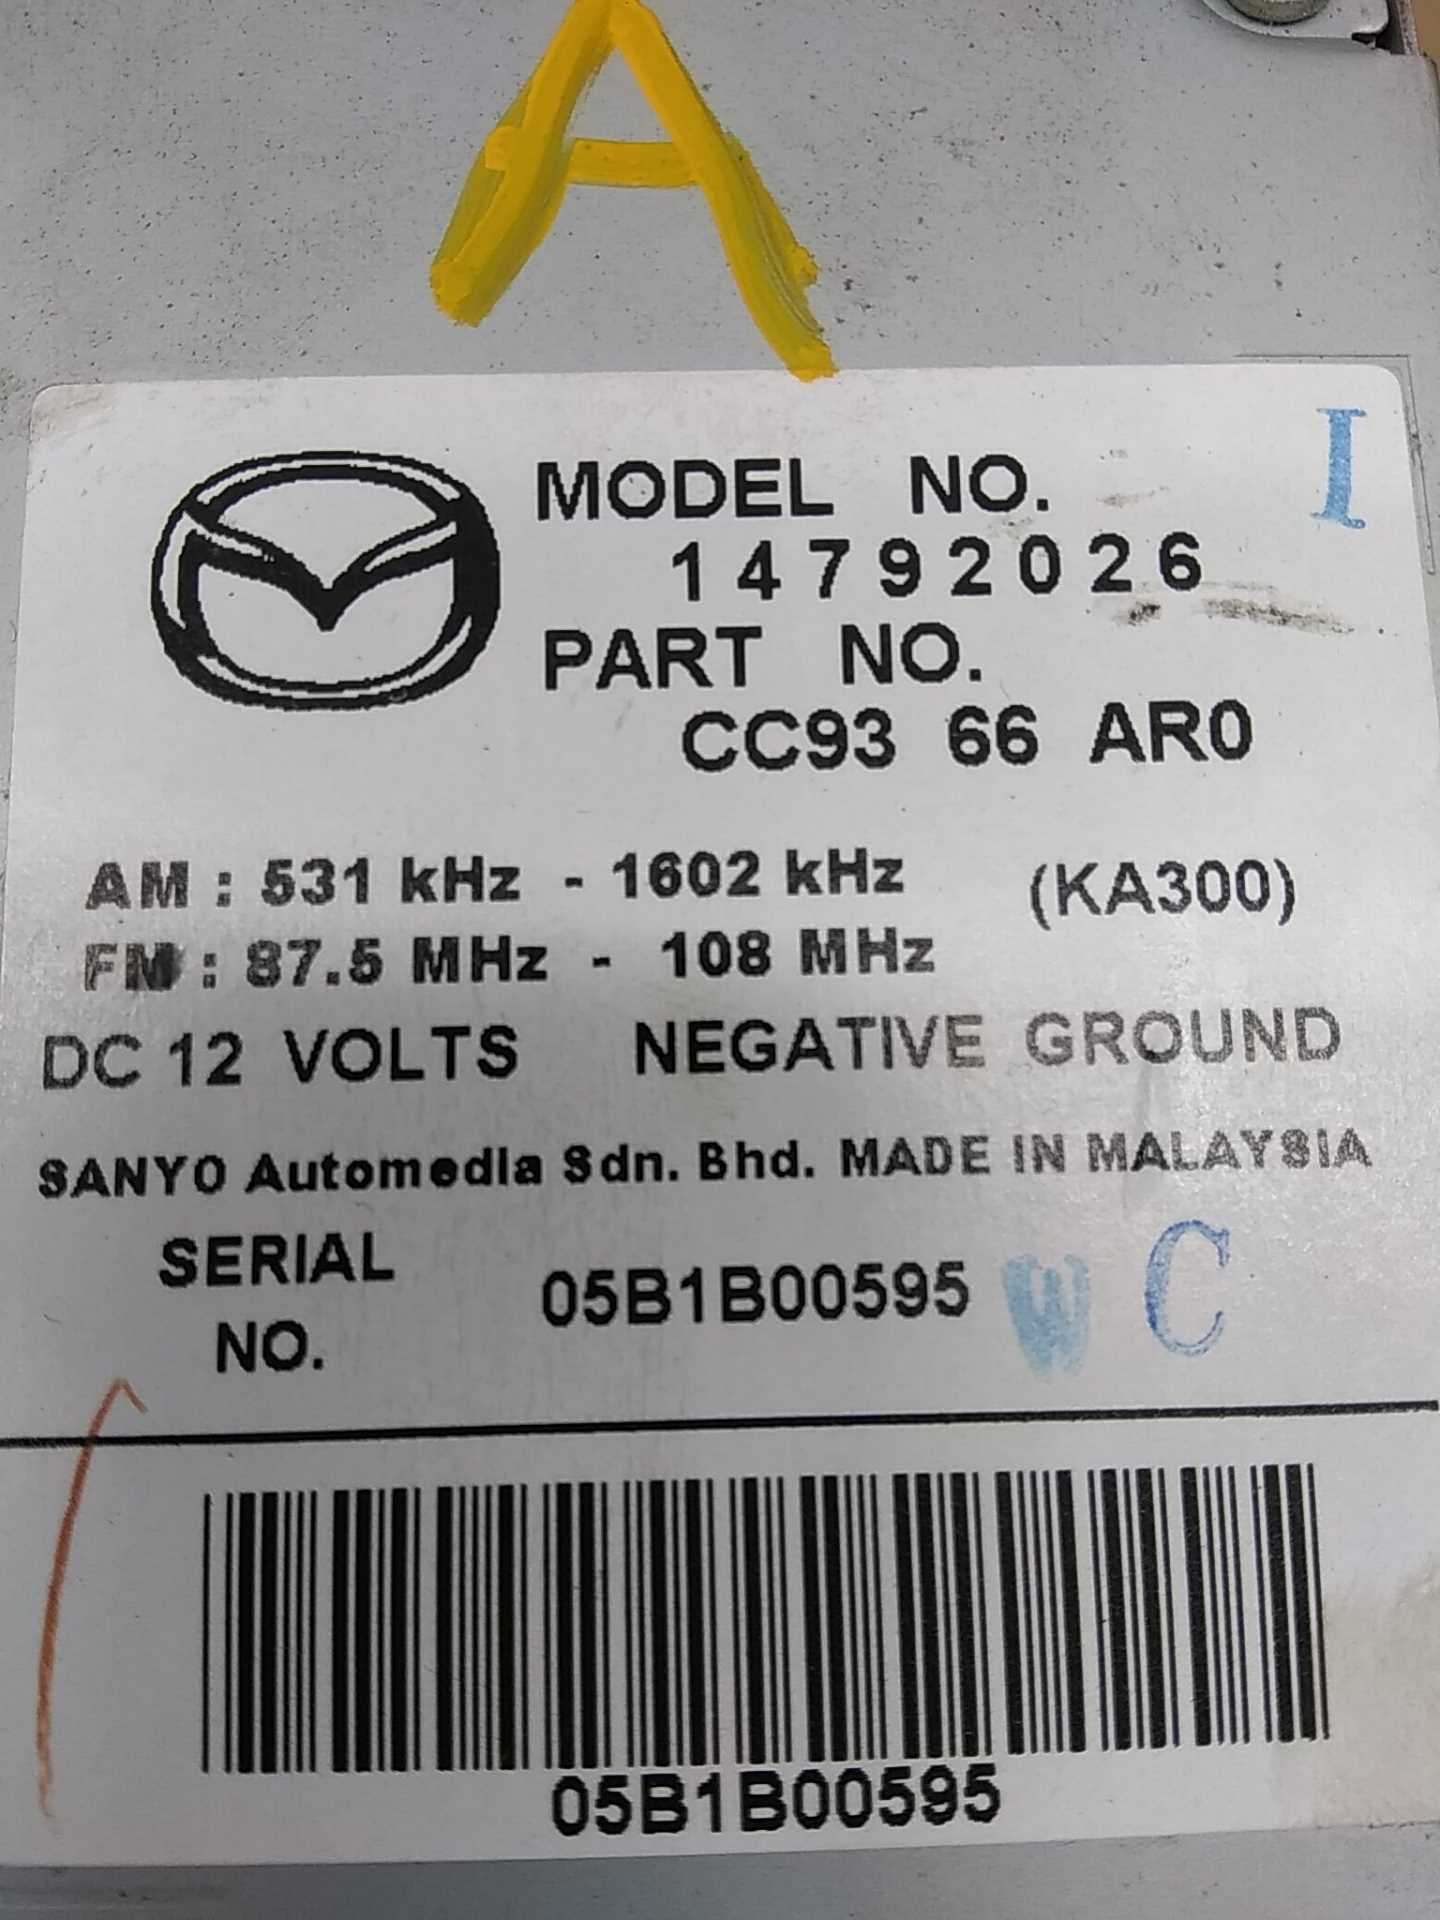 A
I
MODEL NO.
14792026
PART NO.
CC93 66 AR0
AM : 531 kHz - 1602 kHz (KA300)
FM : 87.5 MHz - 108 MHz
DC 12 VOLTS NEGATIVE GROUND
SANYO Automedia Sdn. Bhd. MADE IN MALAYSIA
SERIAL NO. 05B1B00595 W C
05B1B00595